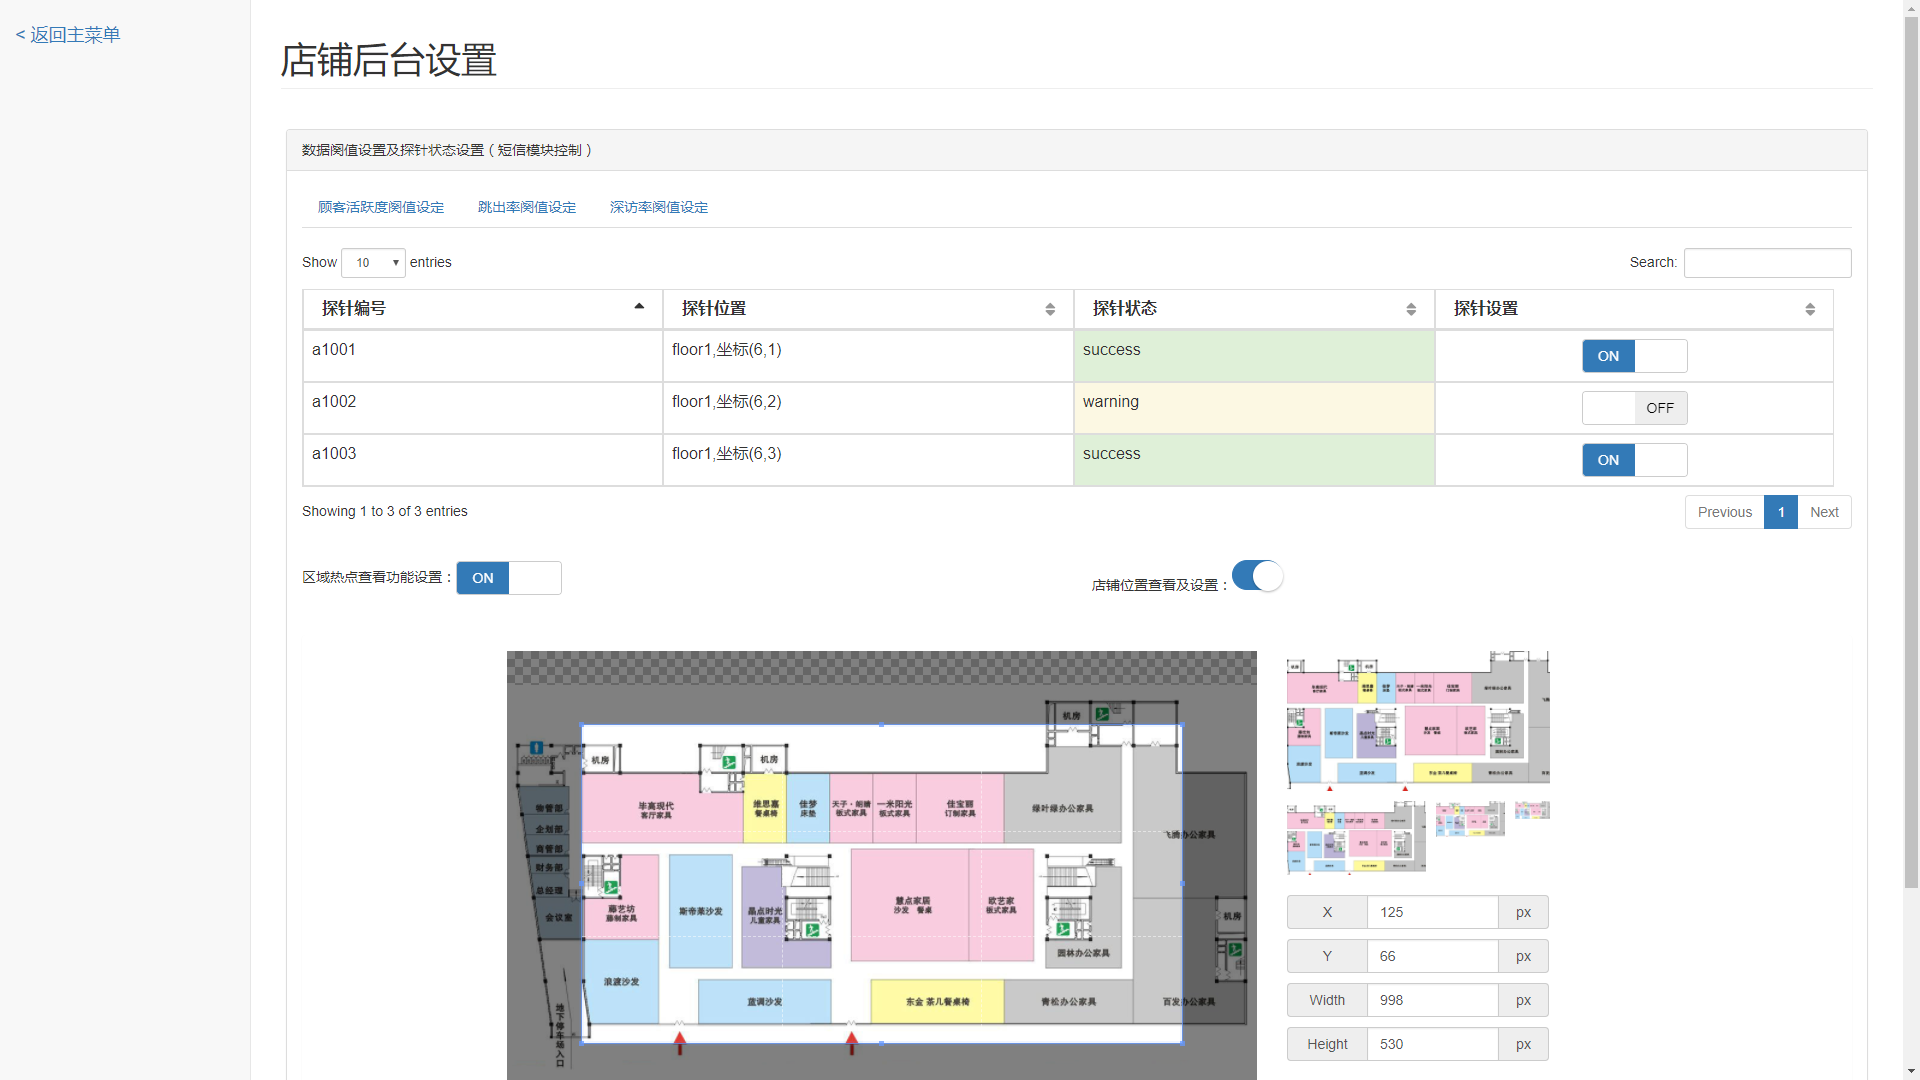 < 返回主菜单
店铺后台设置
数据阈值设置及探针状态设置 ( 短信模块控制 )
顾客活跃度阈值设定 跳出率阈值设定 深访率阈值设定
Show 10 entries Search:
探针编号 探针位置 探针状态 探针设置
a1001 floor1,坐标(6,1) success ON
a1002 floor1,坐标(6,2) warning OFF
a1003 floor1,坐标(6,3) success ON
Showing 1 to 3 of 3 entries Previous 1 Next
区域热点查看功能设置 : ON 店铺位置查看及设置 :
机房
机房 机房
毕高现代
客厅家具
维思嘉
餐桌椅
佳梦
床垫
天子·朗晴
板式家具
一米阳光
板式家具
佳宝丽
订制家具
绿叶绿办公家具
飞腾办公家具
物管部
企划部
商管部
财务部
总经理
会议室
藤艺坊
藤制家具
斯帝莱沙发
晶点时光
儿童家具
慧点家居
沙发 餐桌
欧艺家
板式家具
园林办公家具
机房
浪渡沙发
蓝调沙发
东金 茶几餐桌椅
青松办公家具
百发办公家具
地下停车场入口
X 125 px
Y 66 px
Width 998 px
Height 530 px